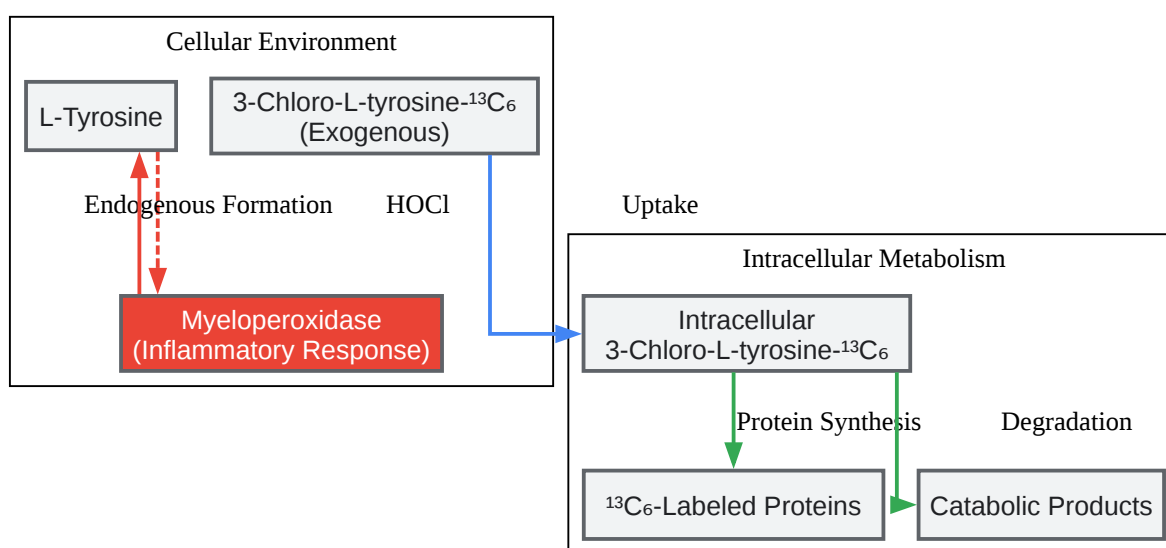 Cellular Environment
L-Tyrosine
3-Chloro-L-tyrosine-¹³C₆
(Exogenous)
Endogenous Formation
HOCl
Uptake
Myeloperoxidase
(Inflammatory Response)
Intracellular Metabolism
Intracellular
3-Chloro-L-tyrosine-¹³C₆
Protein Synthesis
Degradation
¹³C₆-Labeled Proteins
Catabolic Products